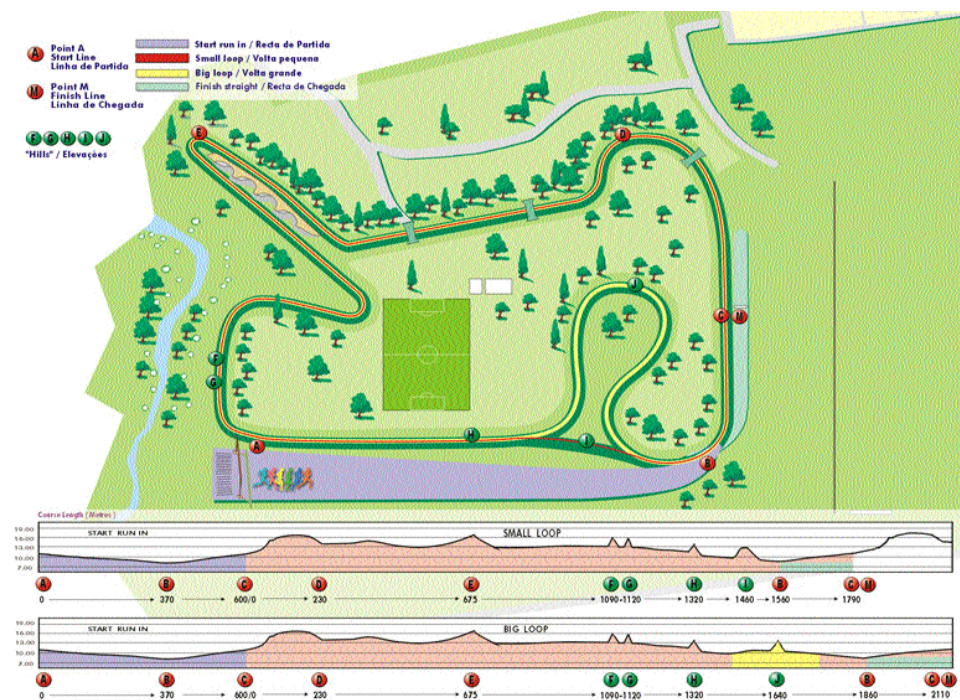 A
Point A
Start Line
Linha de Partida
M
Point M
Finish Line
Linha de Chegada
F G H I J
"Hills" / Elevações
Start run in / Recta de Partida
Small loop / Volta pequena
Big loop / Volta grande
Finish straight / Recta de Chegada
E
D
J
C M
F
G
H
I
A
B
Course Length (Metres)
19.00
16.00
13.00
10.00
7.00
START RUN IN
SMALL LOOP
A B C D E F G H I B C M
0 370 600/0 230 675 1090-1120 1320 1460 1560 1790
19.00
16.00
13.00
10.00
7.00
START RUN IN
BIG LOOP
A B C D E F G H J B C M
0 370 600/0 230 675 1090-1120 1320 1640 1860 2110